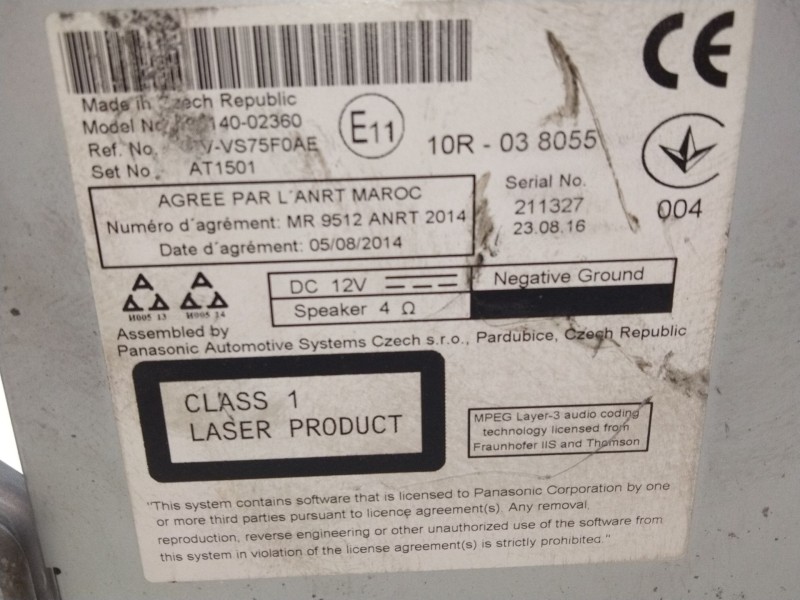 CE
Made in Czech Republic
Model No. 140-02360
Ref. No. -VS75F0AE
Set No. AT1501
E11
10R - 03 8055
Serial No.
211327
23.08.16
004
AGREE PAR L´ANRT MAROC
Numéro d´agrément: MR 9512 ANRT 2014
Date d´agrément: 05/08/2014
DC 12V
Negative Ground
Speaker 4 Ω
И005 13 И005 14
Assembled by
Panasonic Automotive Systems Czech s.r.o., Pardubice, Czech Republic
CLASS 1
LASER PRODUCT
MPEG Layer-3 audio coding
technology licensed from
Fraunhofer IIS and Thomson
"This system contains software that is licensed to Panasonic Corporation by one
or more third parties pursuant to licence agreement(s). Any removal,
reproduction, reverse engineering or other unauthorized use of the software from
this system in violation of the license agreement(s) is strictly prohibited."